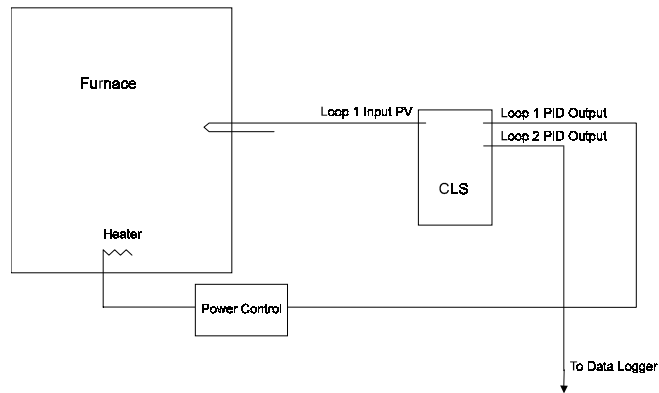 Furnace
Loop 1 Input PV
Loop 1 PID Output
Loop 2 PID Output
CLS
Heater
Power Control
To Data Logger